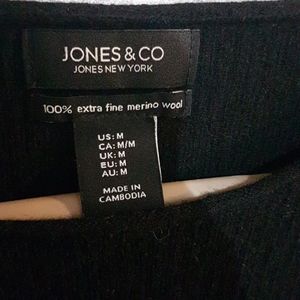 JONES & CO
JONES NEW YORK
100% extra fine merino wool
US: M
CA: M/M
UK: M
EU: M
AU: M
MADE IN
CAMBODIA